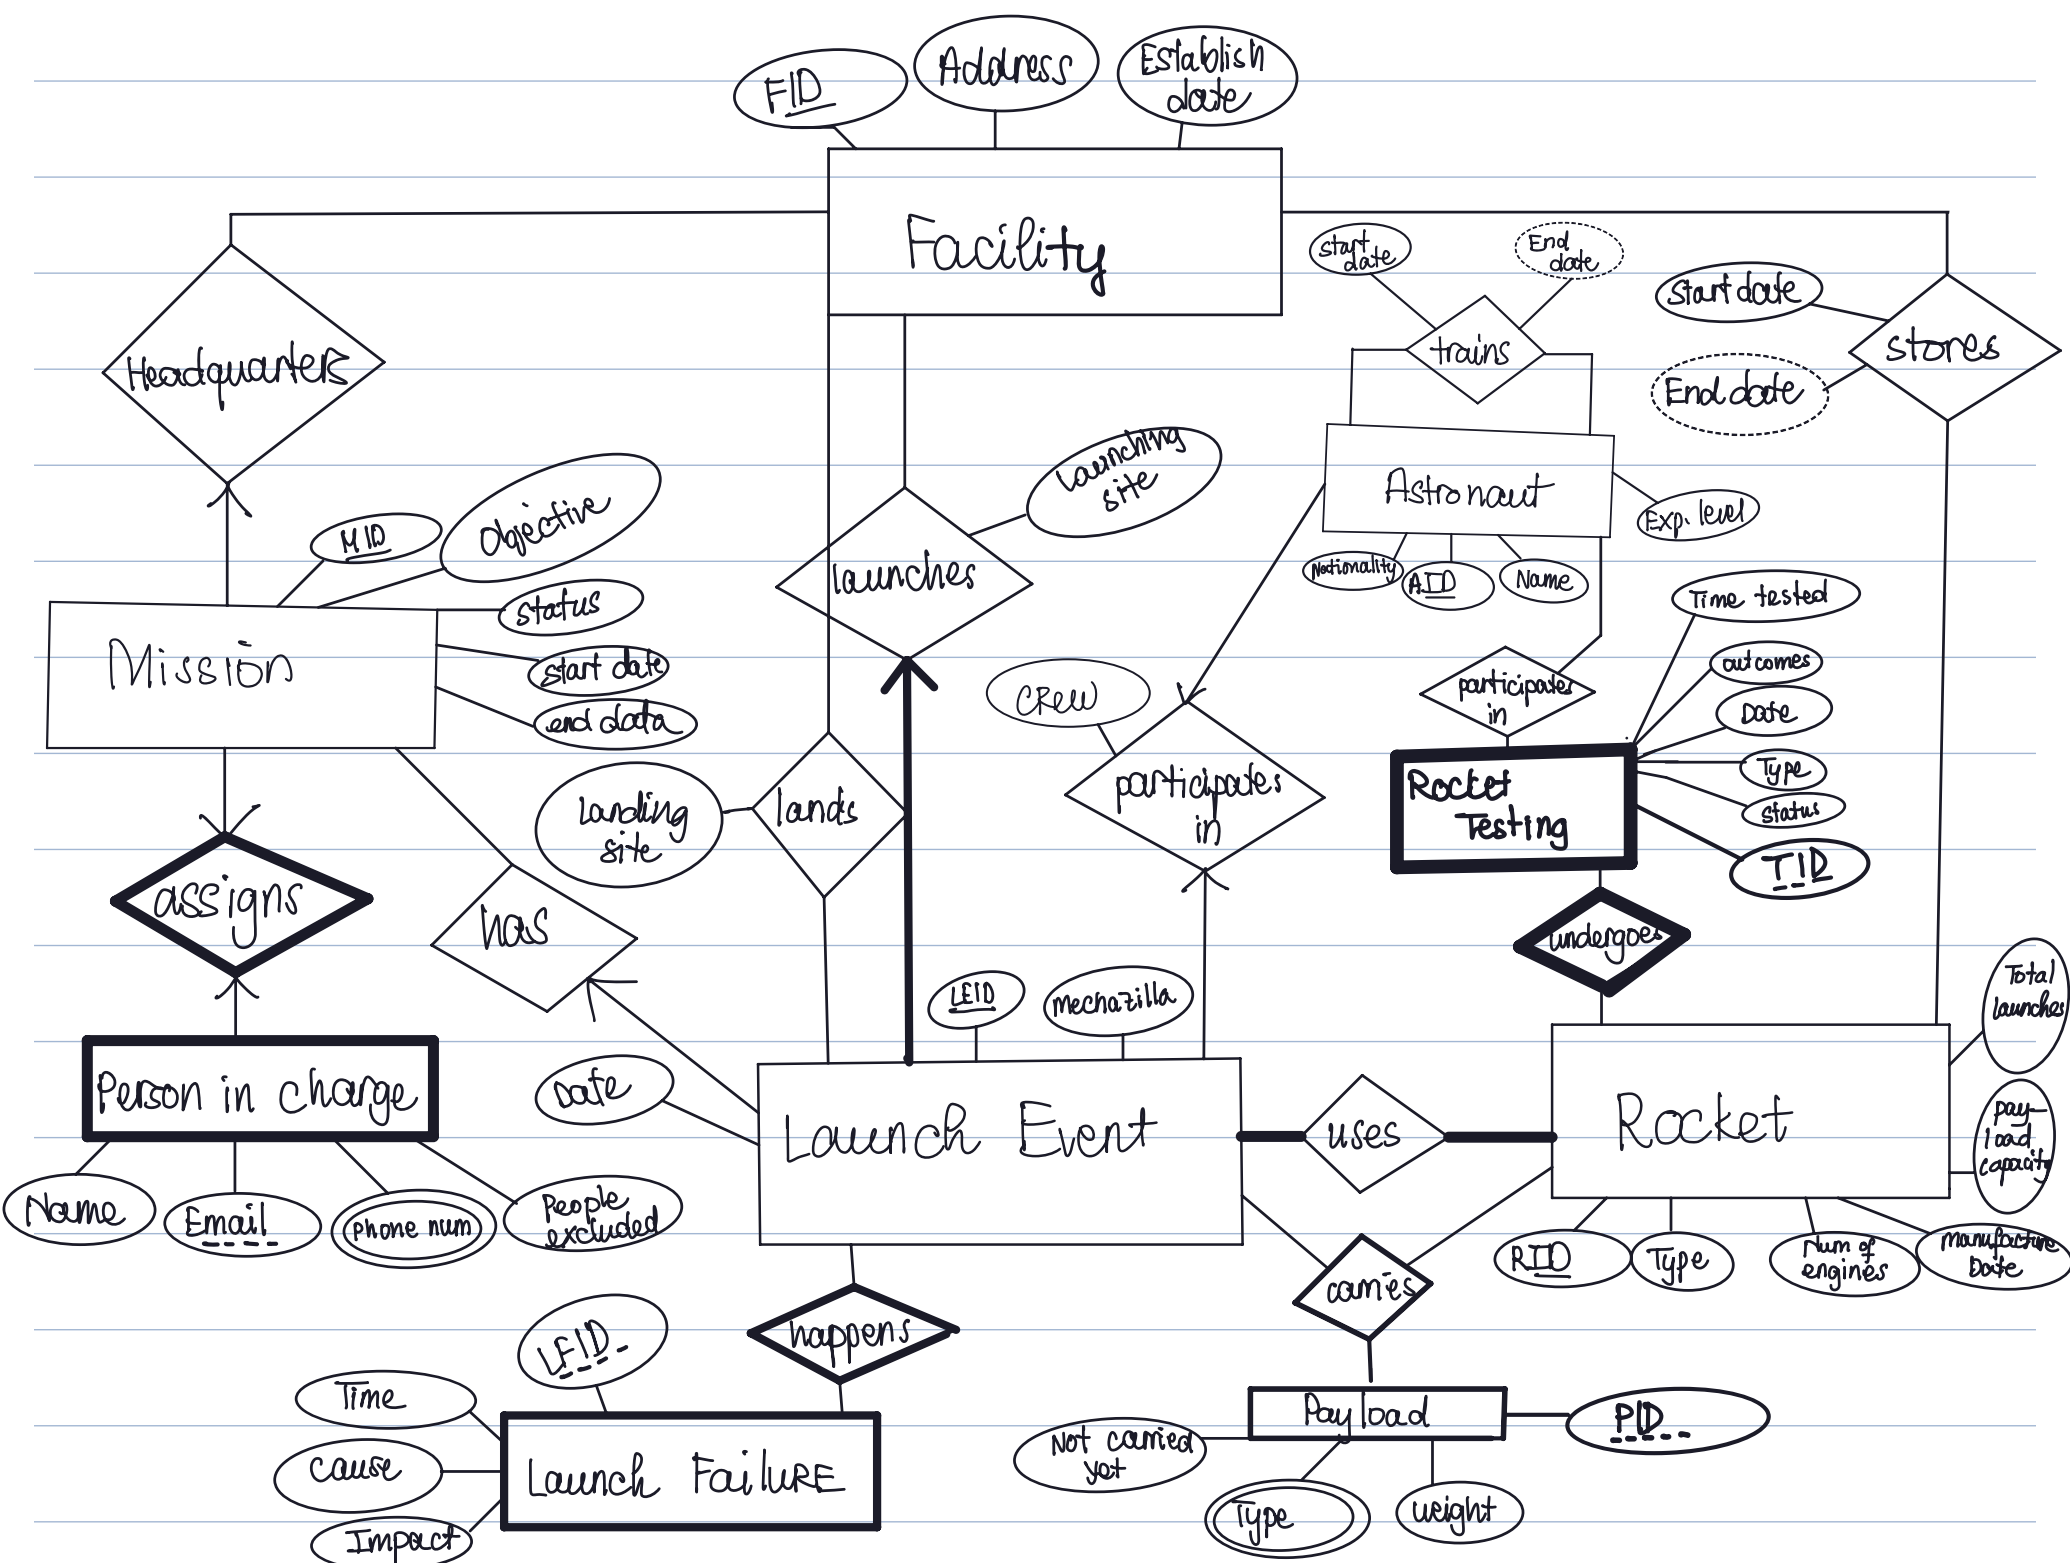 FID
Address
Establish
date
Facility
Start
date
End
date
trains
Start date
End date
stores
Headquarters
Launching
site
Astronaut
Exp. level
Nationality
AID
Name
MID
Objective
status
start date
end data
Mission
launches
Time tested
outcomes
Date
Type
status
TID
CREW
participates
in
participates
in
Rocket
Testing
Landing
site
lands
assigns
has
undergoes
LEID
mechazilla
Total
launches
Person in charge
Date
Launch Event
uses
Rocket
pay-
load
capacity
Name
Email
Phone num
People
excluded
RID
Type
Num of
engines
manufacture
Date
carries
happens
LFID
Time
cause
Impact
Launch FailURE
Payload
PID
Not carried
yet
Type
weight